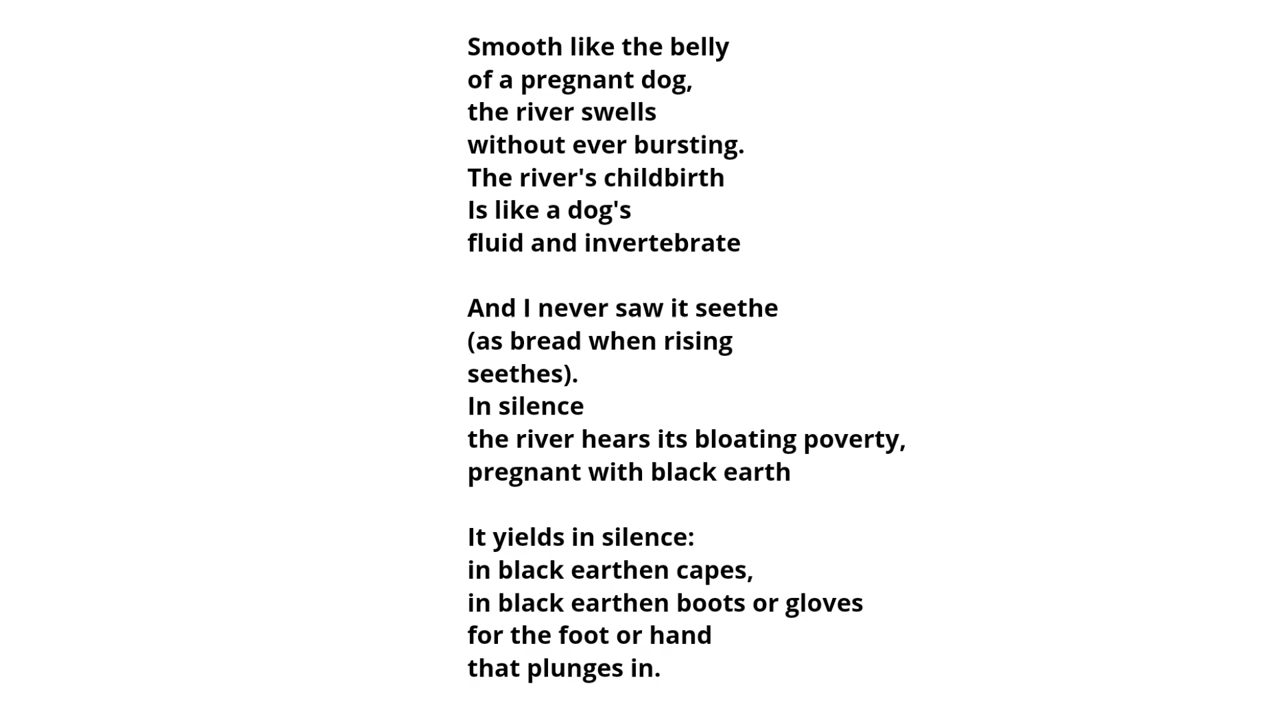 Smooth like the belly
of a pregnant dog,
the river swells
without ever bursting.
The river's childbirth
Is like a dog's
fluid and invertebrate

And I never saw it seethe
(as bread when rising
seethes).
In silence
the river hears its bloating poverty,
pregnant with black earth

It yields in silence:
in black earthen capes,
in black earthen boots or gloves
for the foot or hand
that plunges in.